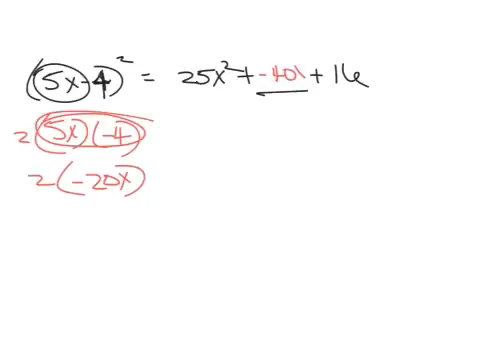 (5x-4)² = 25x² + -40x + 16
2(5x)(-4)
2(-20x)